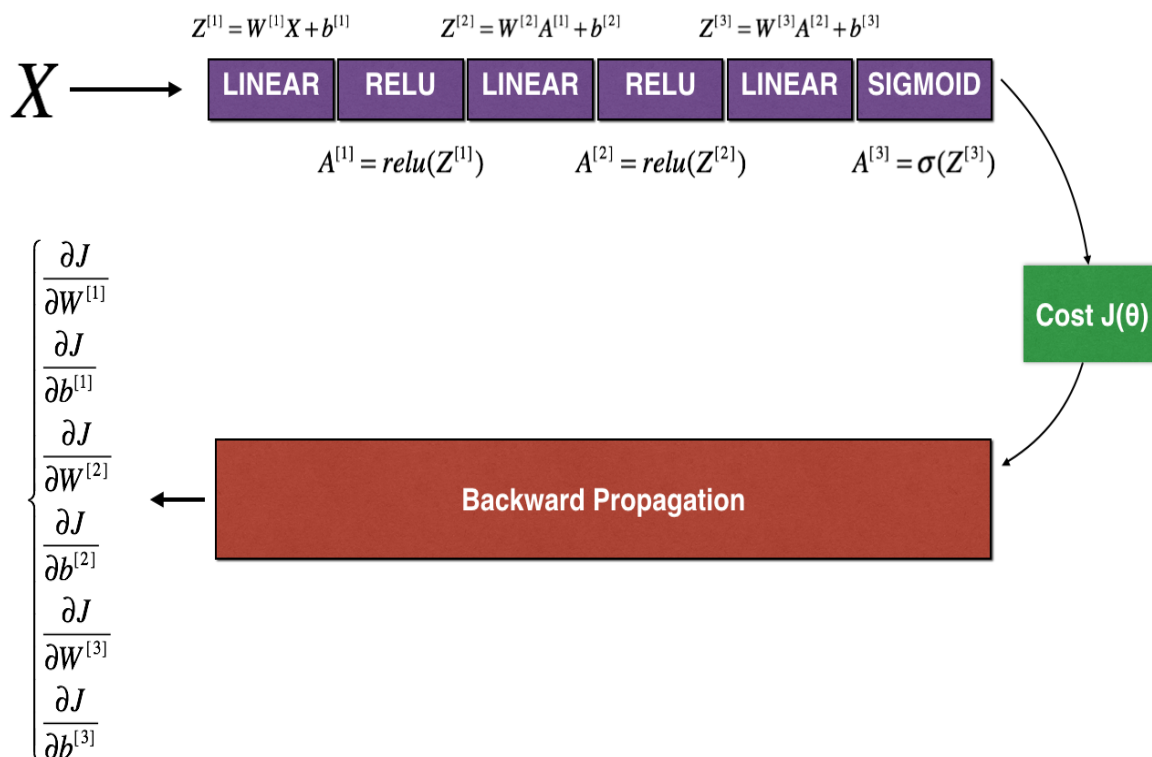 Z^[1] = W^[1]X + b^[1]    Z^[2] = W^[2]A^[1] + b^[2]    Z^[3] = W^[3]A^[2] + b^[3]
X LINEAR RELU LINEAR RELU LINEAR SIGMOID
A^[1] = relu(Z^[1])    A^[2] = relu(Z^[2])    A^[3] = σ(Z^[3])
Cost J(θ)
Backward Propagation
∂J/∂W^[1]
∂J/∂b^[1]
∂J/∂W^[2]
∂J/∂b^[2]
∂J/∂W^[3]
∂J/∂b^[3]